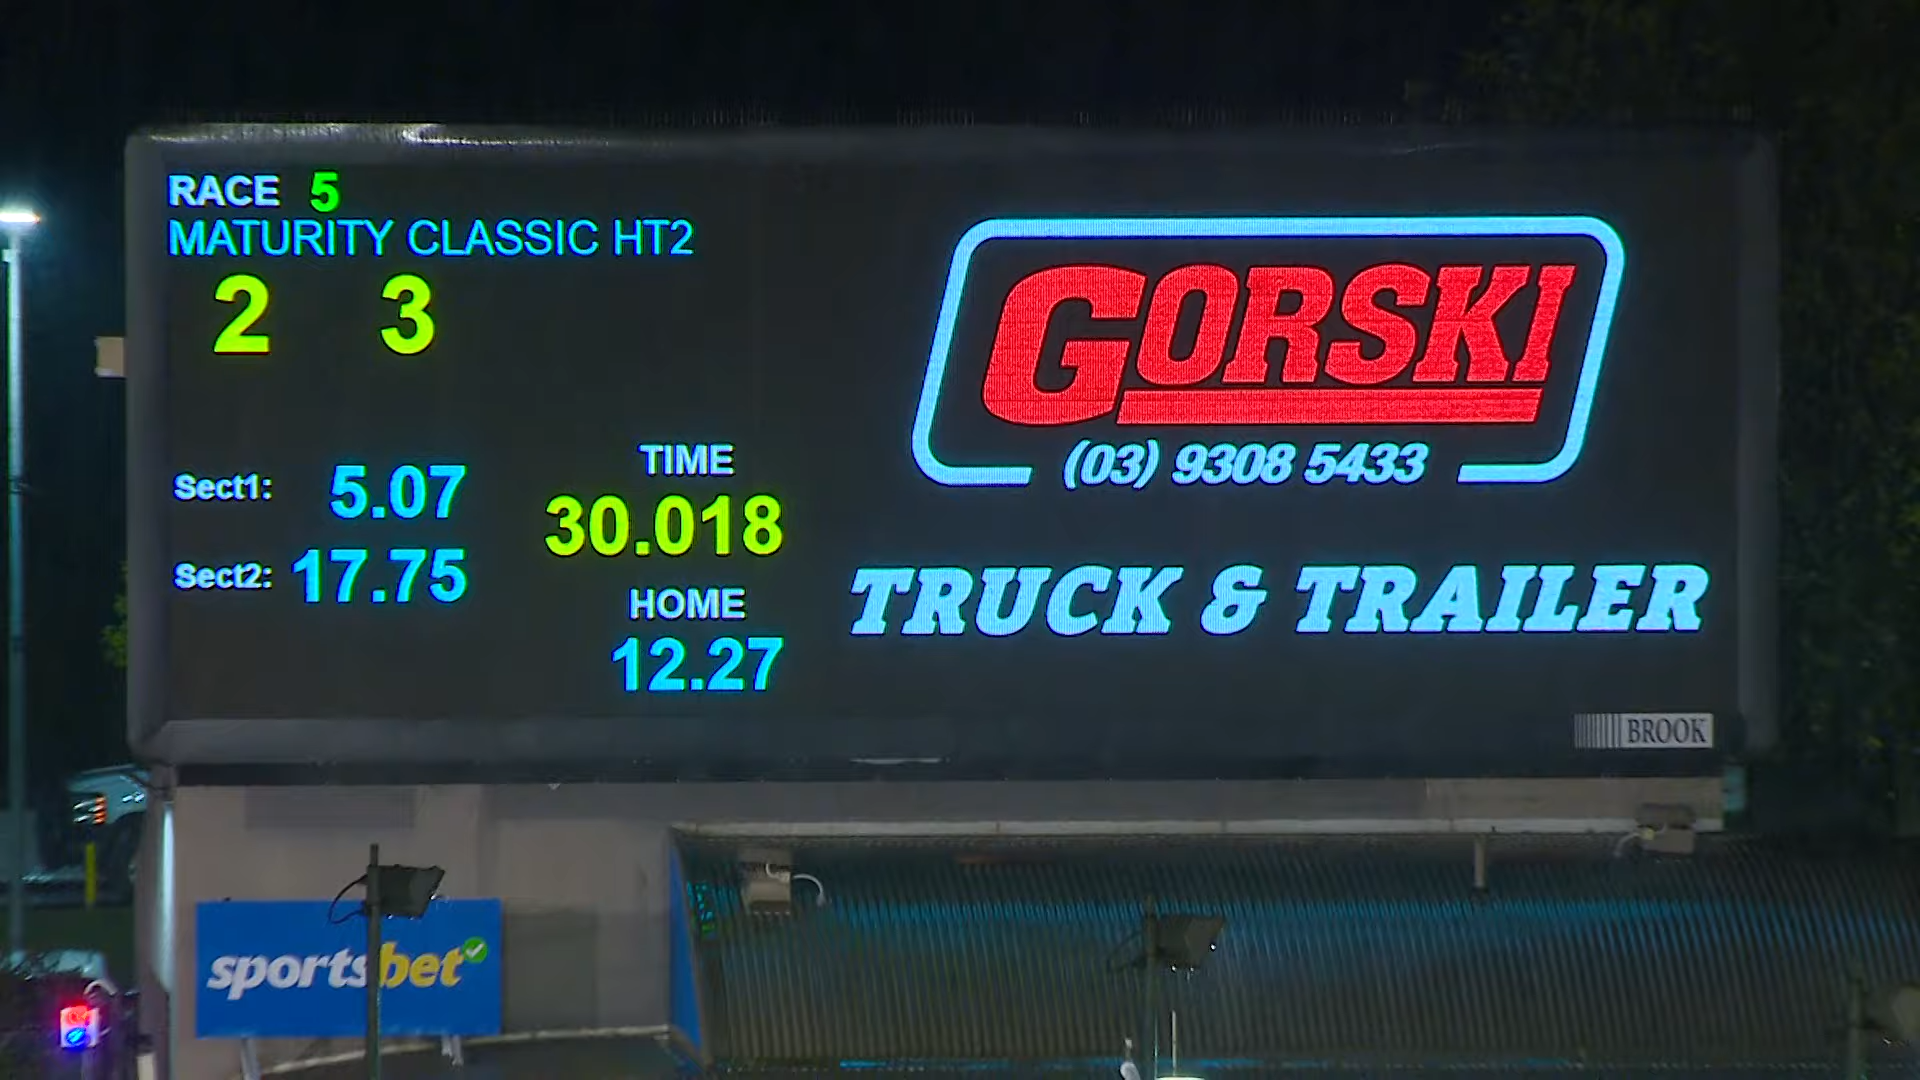 RACE 5
MATURITY CLASSIC HT2
2 3
Sect1: 5.07
Sect2: 17.75
TIME
30.018
HOME
12.27
GORSKI
(03) 9308 5433
TRUCK & TRAILER
BROOK
sportsbet